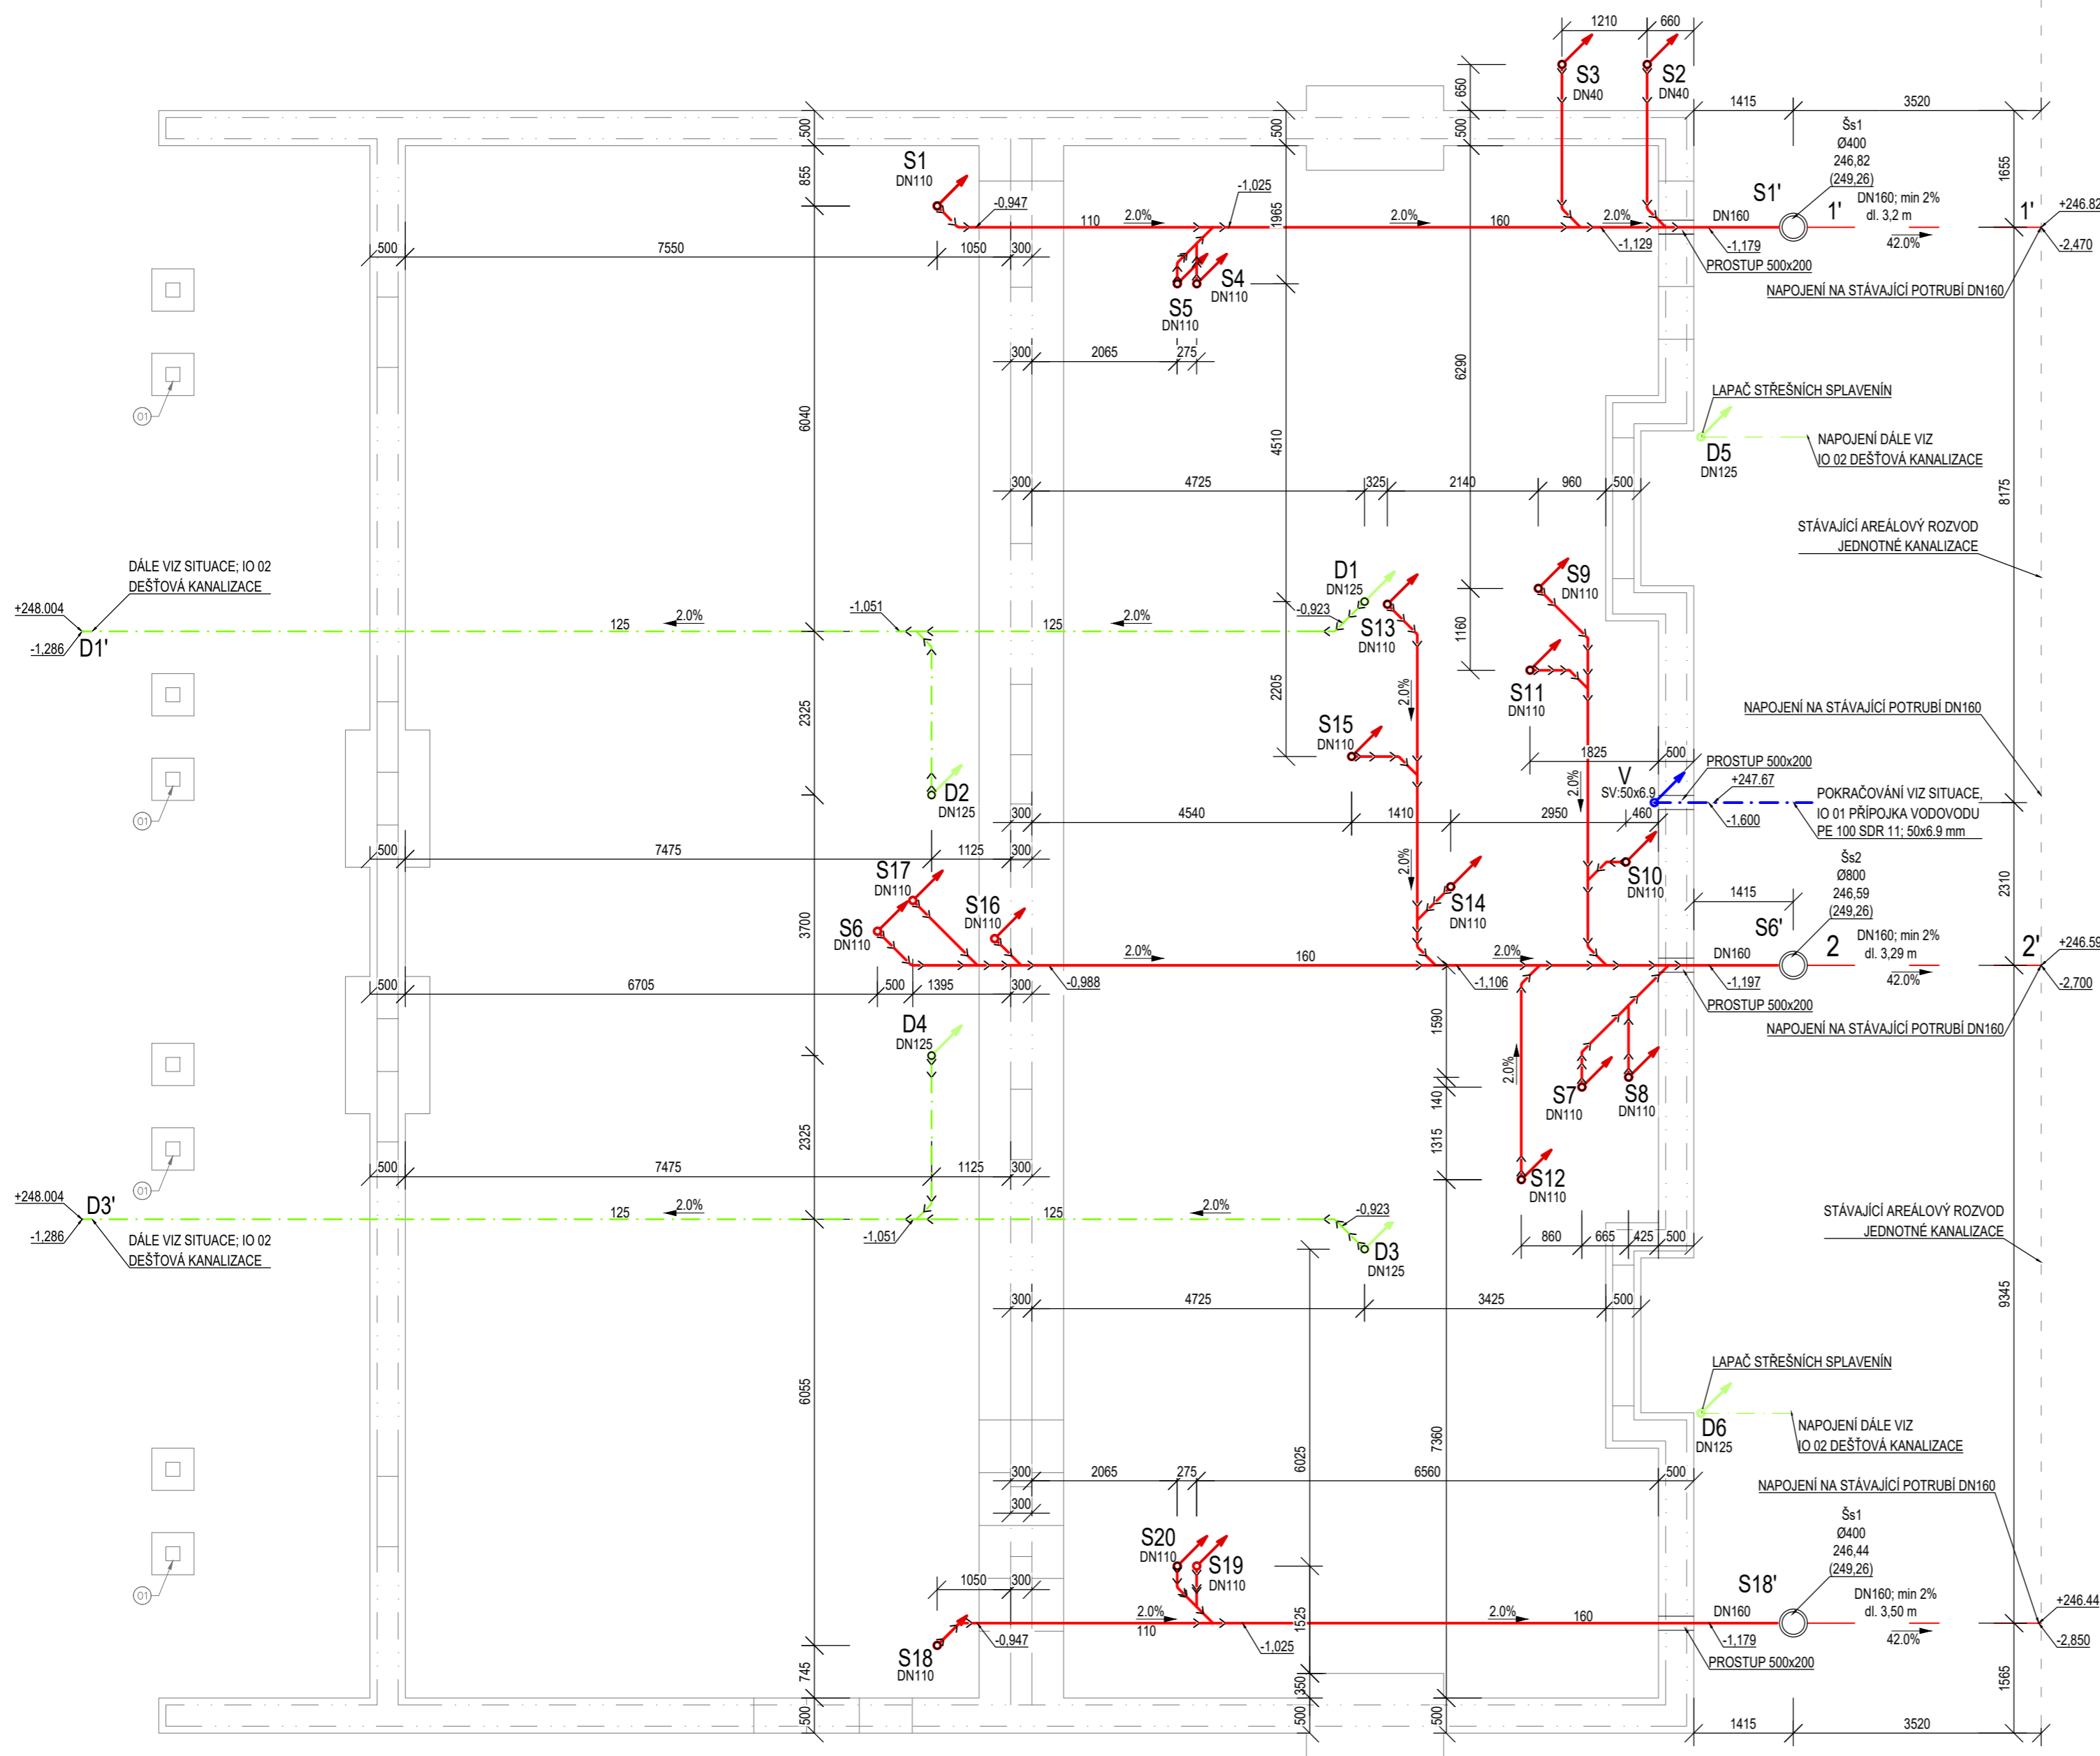 1210
660
S3
DN40
S2
DN40
650
500
1415
3520
500
500
855
S1
DN110
-0,947
110
2.0%
-1,025
1965
2.0%
160
2.0%
-1,129
DN160
-1,179
PROSTUP 500x200
S1'
Šs1
Ø400
246,82
(249,26)
1'
DN160; min 2%
dl. 3,2 m
42.0%
1'
+246.82
-2,470
1655
NAPOJENÍ NA STÁVAJÍCÍ POTRUBÍ DN160
500
7550
1050
300
S4
DN110
S5
DN110
300
2065
275
6290
LAPAČ STŘEŠNÍCH SPLAVENÍN
D5
DN125
NAPOJENÍ DÁLE VIZ
IO 02 DEŠŤOVÁ KANALIZACE
01
6040
4510
300
4725
325
2140
960
500
8175
STÁVAJÍCÍ AREÁLOVÝ ROZVOD
JEDNOTNÉ KANALIZACE
DÁLE VIZ SITUACE; IO 02
DEŠŤOVÁ KANALIZACE
+248.004
-1,286
D1'
125
2.0%
-1,051
125
2.0%
D1
DN125
-0,923
S13
DN110
S9
DN110
1160
S11
DN110
2325
2205
2.0%
S15
DN110
NAPOJENÍ NA STÁVAJÍCÍ POTRUBÍ DN160
1825
500
PROSTUP 500x200
V
SV:50x6.9
+247.67
-1,600
POKRAČOVÁNÍ VIZ SITUACE,
IO 01 PŘÍPOJKA VODOVODU
PE 100 SDR 11; 50x6.9 mm
2.0%
D2
DN125
01
300
4540
1410
2950
460
500
7475
1125
300
S17
DN110
S6
DN110
S16
DN110
2.0%
S14
DN110
S10
DN110
1415
Šs2
Ø800
246,59
(249,26)
2310
3700
S6'
2
DN160; min 2%
dl. 3,29 m
42.0%
2'
+246.59
-2,700
2.0%
160
2.0%
-0,988
-1,106
DN160
-1,197
PROSTUP 500x200
500
6705
500
1395
300
NAPOJENÍ NA STÁVAJÍCÍ POTRUBÍ DN160
D4
DN125
1590
2.0%
S7
DN110
S8
DN110
140
1315
2325
500
7475
1125
300
S12
DN110
01
+248.004
-1,286
D3'
125
2.0%
-1,051
125
2.0%
-0,923
D3
DN125
DÁLE VIZ SITUACE; IO 02
DEŠŤOVÁ KANALIZACE
860
665
425
500
STÁVAJÍCÍ AREÁLOVÝ ROZVOD
JEDNOTNÉ KANALIZACE
300
4725
3425
500
9345
LAPAČ STŘEŠNÍCH SPLAVENÍN
D6
DN125
NAPOJENÍ DÁLE VIZ
IO 02 DEŠŤOVÁ KANALIZACE
6055
6025
7360
300
2065
275
6560
500
300
NAPOJENÍ NA STÁVAJÍCÍ POTRUBÍ DN160
S20
DN110
S19
DN110
Šs1
Ø400
246,44
(249,26)
1050
300
S18'
DN160; min 2%
dl. 3,50 m
42.0%
+246.44
-2,850
01
2.0%
110
2.0%
160
DN160
-0,947
-1,025
-1,179
PROSTUP 500x200
S18
DN110
1525
745
350
500
500
500
1565
1415
3520